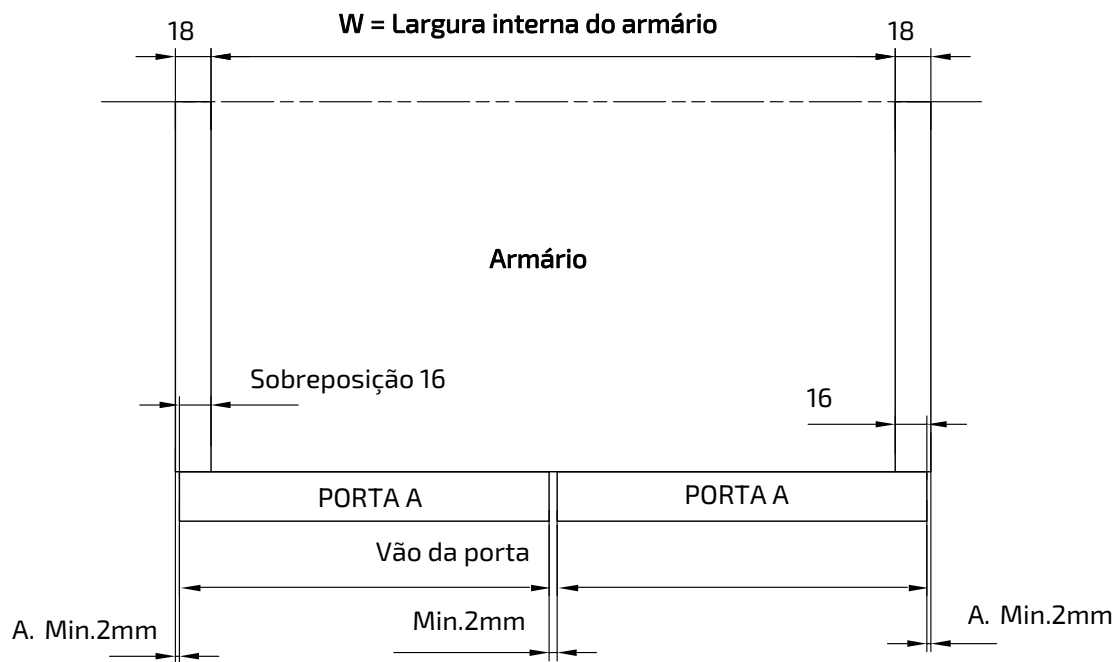 18
W = Largura interna do armário
18
Armário
Sobreposição 16
16
PORTA A
PORTA A
Vão da porta
A. Min.2mm
Min.2mm
A. Min.2mm